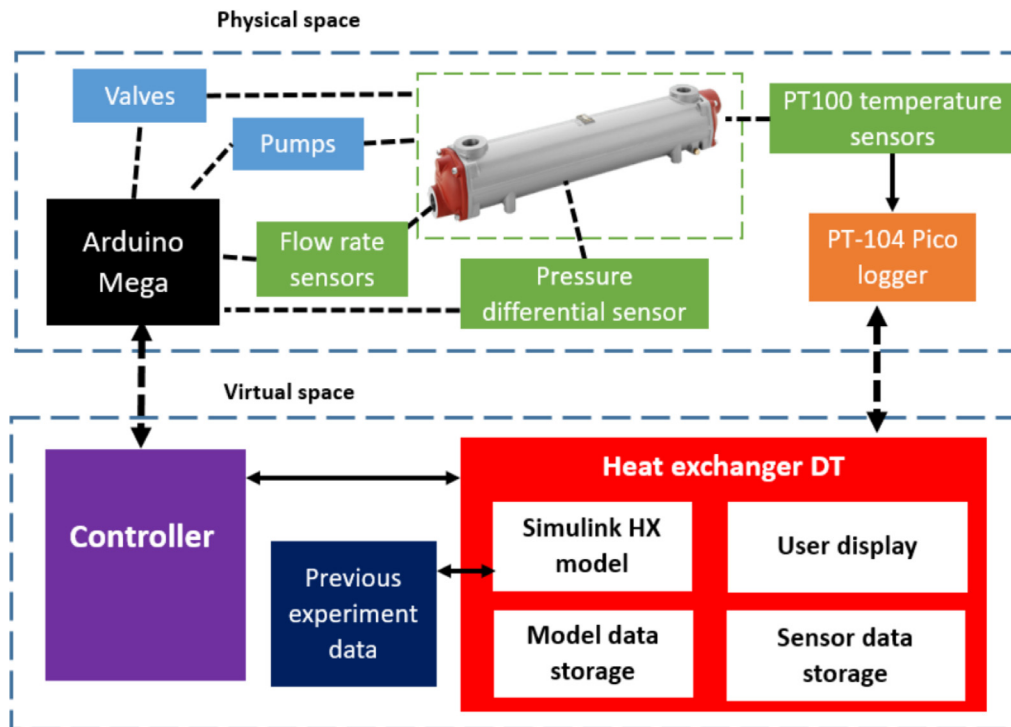 Physical space
Valves
Pumps
PT100 temperature
sensors
Arduino
Mega
Flow rate
sensors
Pressure
differential sensor
PT-104 Pico
logger
Virtual space
Controller
Heat exchanger DT
Simulink HX
model
User display
Previous
experiment
data
Model data
storage
Sensor data
storage